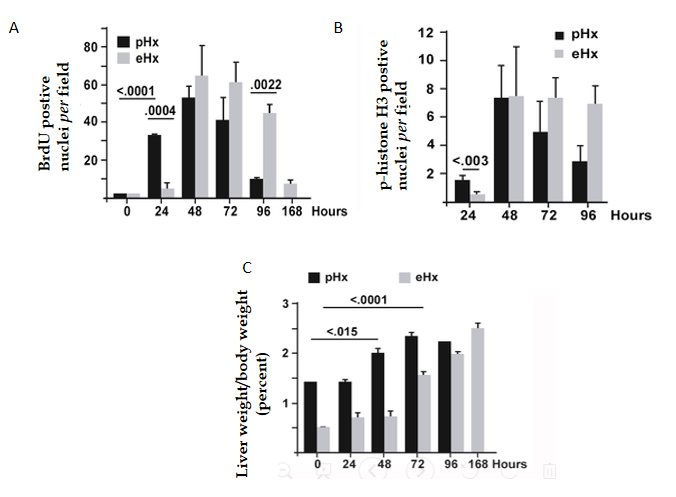 A
BrdU postive
nuclei per field
pHx
eHx
80
60
40
20
<.0001
.0004
.0022
0 24 48 72 96 168 Hours
B
p-histone H3 postive
nuclei per field
pHx
eHx
12
10
8
6
4
2
<.003
24 48 72 96 Hours
C
Liver weight/body weight
(percent)
pHx
eHx
3
2
1
<.0001
<.015
0 24 48 72 96 168 Hours